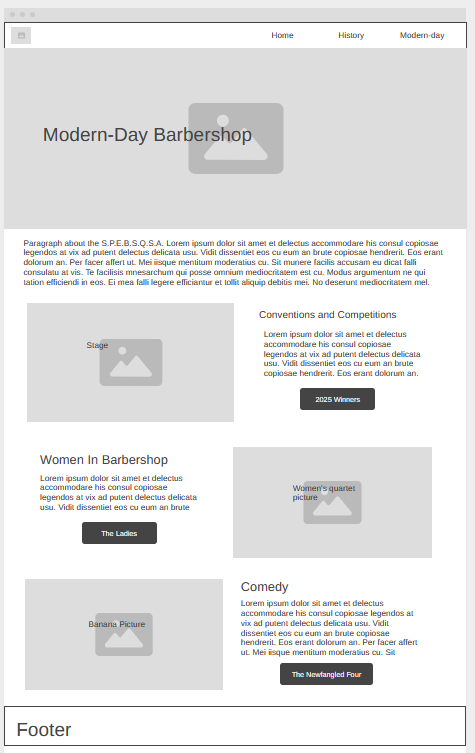 Home History Modern-day
Modern-Day Barbershop
Paragraph about the S.P.E.B.S.Q.S.A. Lorem ipsum dolor sit amet et delectus accommodare his consul copiosae
legendos at vix ad putent delectus delicata usu. Vidit dissentiet eos cu eum an brute copiosae hendrerit. Eos erant
dolorum an. Per facer affert ut. Mei iisque mentitum moderatius cu. Sit munere facilis accusam eu dicat falli
consulatu at vis. Te facilisis mnesarchum qui posse omnium mediocritatem est cu. Modus argumentum ne qui
tation efficiendi in eos. Ei mea falli legere efficiantur et tollit aliquip debitis mei. No deserunt mediocritatem mel.
Stage
Conventions and Competitions
Lorem ipsum dolor sit amet et delectus
accommodare his consul copiosae
legendos at vix ad putent delectus delicata
usu. Vidit dissentiet eos cu eum an brute
copiosae hendrerit. Eos erant dolorum an.
2025 Winners
Women In Barbershop
Lorem ipsum dolor sit amet et delectus
accommodare his consul copiosae
legendos at vix ad putent delectus delicata
usu. Vidit dissentiet eos cu eum an brute
The Ladies
Women's quartet
picture
Banana Picture
Comedy
Lorem ipsum dolor sit amet et delectus
accommodare his consul copiosae legendos at
vix ad putent delectus delicata usu. Vidit
dissentiet eos cu eum an brute copiosae
hendrerit. Eos erant dolorum an. Per facer affert
ut. Mei iisque mentitum moderatius cu. Sit
The Newfangled Four
Footer